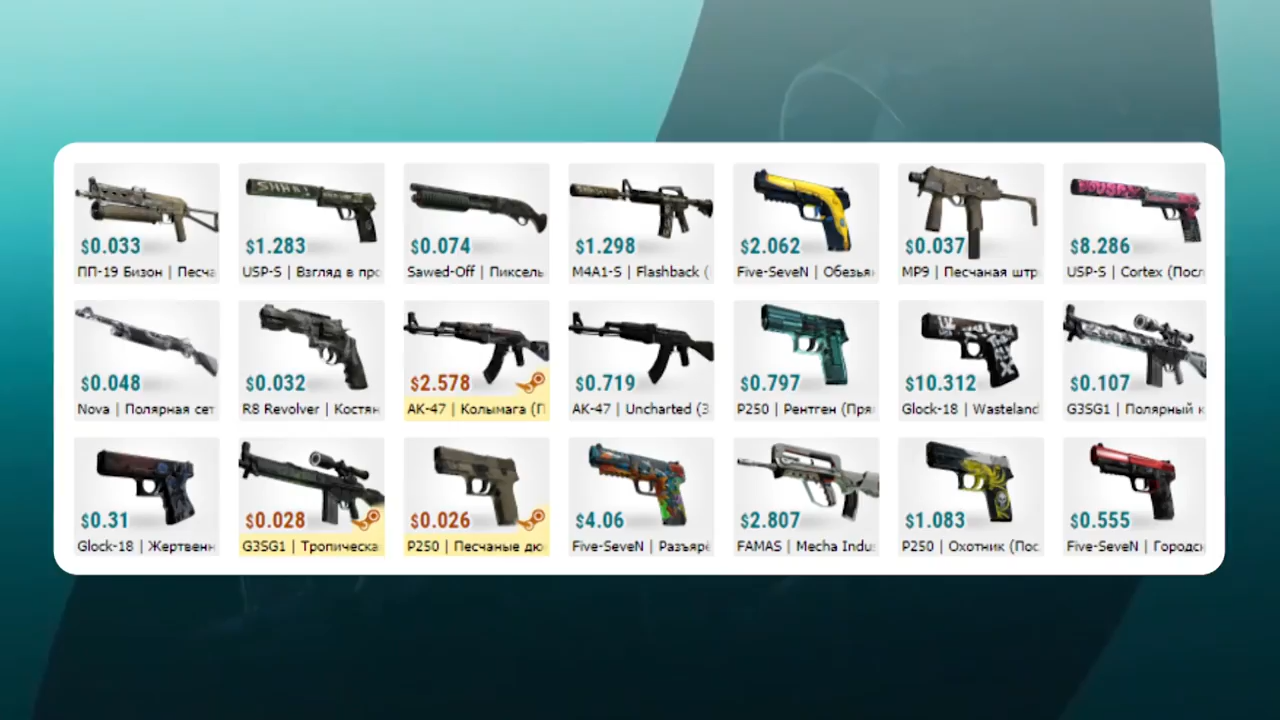 $0.033
ПП-19 Бизон | Песча
$1.283
USP-S | Взгляд в про
$0.074
Sawed-Off | Пиксель
$1.298
M4A1-S | Flashback (
$2.062
Five-SeveN | Обезья
$0.037
MP9 | Песчаная штр
$8.286
USP-S | Cortex (Посл
$0.048
Nova | Полярная сет
$0.032
R8 Revolver | Костян
$2.578
AK-47 | Колымага (П
$0.719
AK-47 | Uncharted (З
$0.797
P250 | Рентген (Пря
$10.312
Glock-18 | Wasteland
$0.107
G3SG1 | Полярный к
$0.31
Glock-18 | Жертвенн
$0.028
G3SG1 | Тропическа
$0.026
P250 | Песчаные дю
$4.06
Five-SeveN | Разъярё
$2.807
FAMAS | Mecha Indu
$1.083
P250 | Охотник (Пос
$0.555
Five-SeveN | Городск